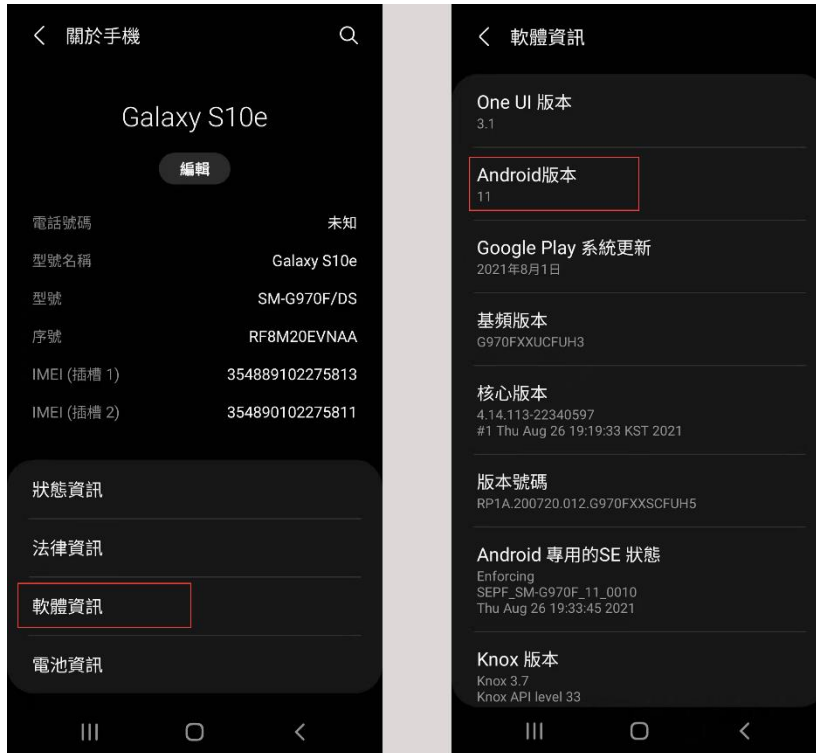 關於手機
Galaxy S10e
編輯
電話號碼 未知
型號名稱 Galaxy S10e
型號 SM-G970F/DS
序號 RF8M20EVNAA
IMEI (插槽 1) 354889102275813
IMEI (插槽 2) 354890102275811
狀態資訊
法律資訊
軟體資訊
電池資訊
軟體資訊
One UI 版本
3.1
Android版本
11
Google Play 系統更新
2021年8月1日
基頻版本
G970FXXUCFUH3
核心版本
4.14.113-22340597
#1 Thu Aug 26 19:19:33 KST 2021
版本號碼
RP1A.200720.012.G970FXXSCFUH5
Android 專用的SE 狀態
Enforcing
SEPF_SM-G970F_11_0010
Thu Aug 26 19:33:45 2021
Knox 版本
Knox 3.7
Knox API level 33